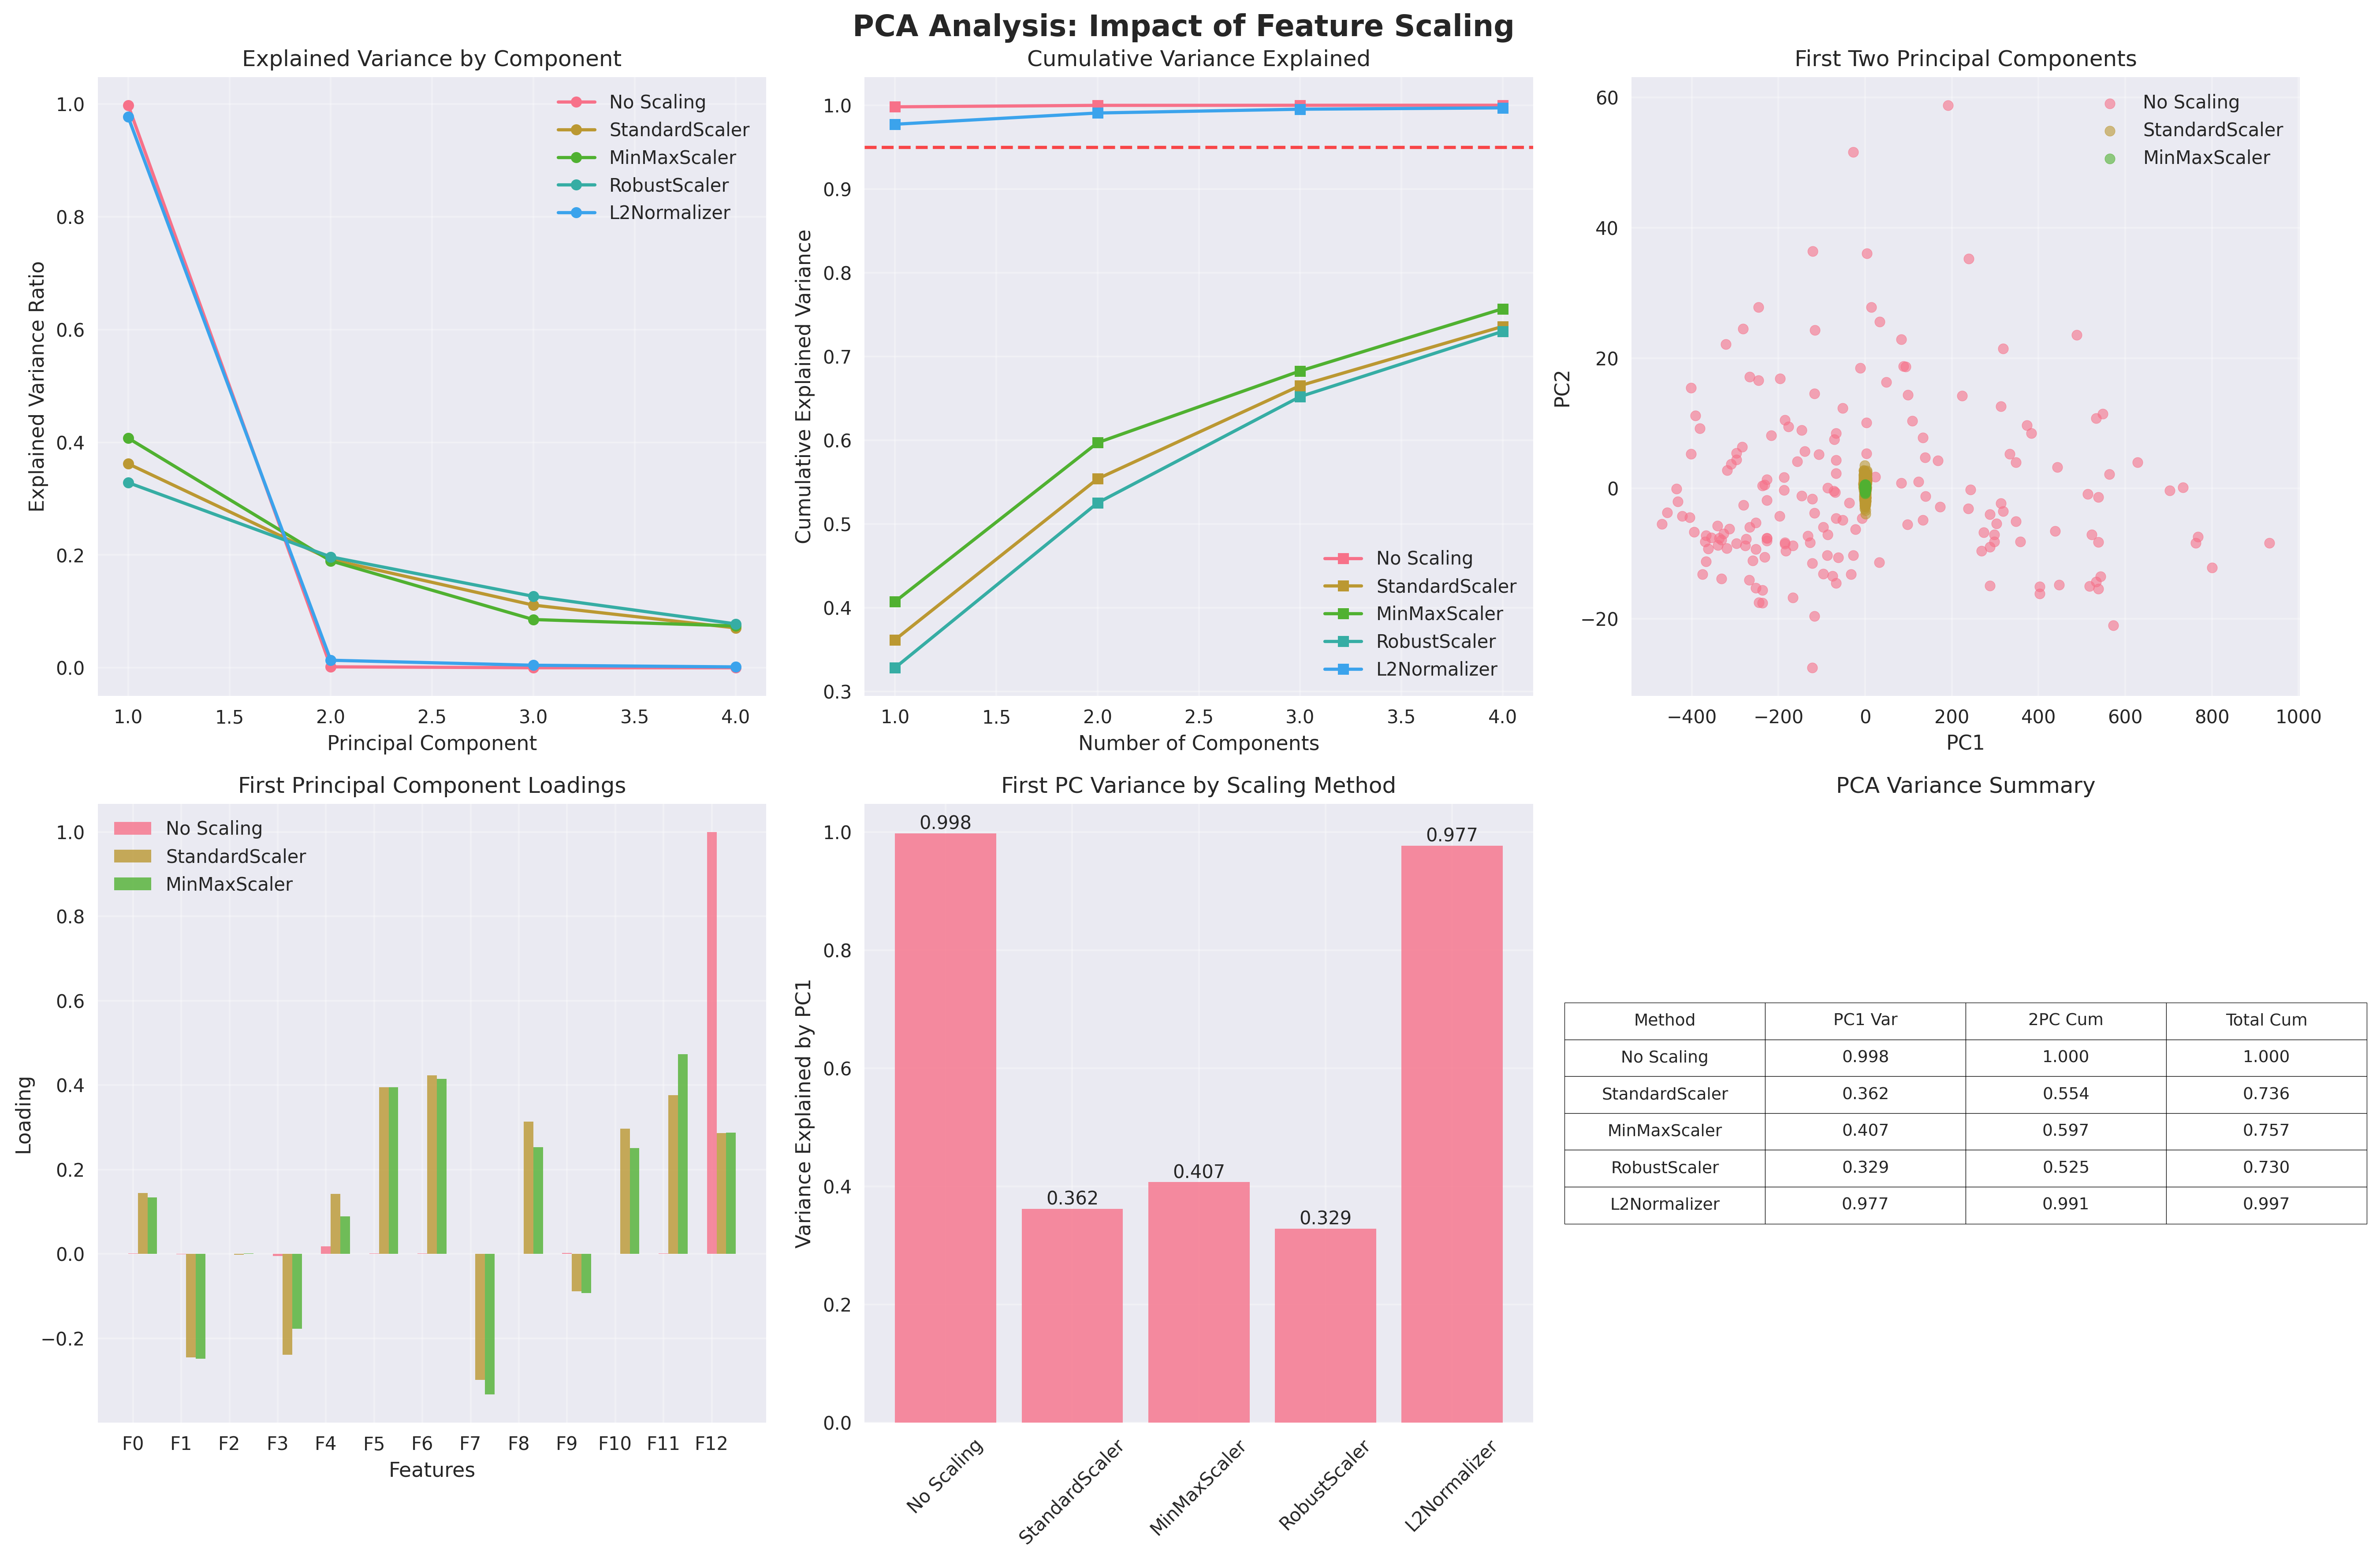 PCA Analysis: Impact of Feature Scaling
Explained Variance by Component
Explained Variance Ratio
1.0
0.8
0.6
0.4
0.2
0.0
No Scaling
StandardScaler
MinMaxScaler
RobustScaler
L2Normalizer
1.0 1.5 2.0 2.5 3.0 3.5 4.0
Principal Component
Cumulative Variance Explained
Cumulative Explained Variance
1.0
0.9
0.8
0.7
0.6
0.5
0.4
0.3
No Scaling
StandardScaler
MinMaxScaler
RobustScaler
L2Normalizer
1.0 1.5 2.0 2.5 3.0 3.5 4.0
Number of Components
First Two Principal Components
PC2
60
40
20
0
−20
No Scaling
StandardScaler
MinMaxScaler
−400 −200 0 200 400 600 800 1000
PC1
First Principal Component Loadings
Loading
1.0
0.8
0.6
0.4
0.2
0.0
−0.2
No Scaling
StandardScaler
MinMaxScaler
F0 F1 F2 F3 F4 F5 F6 F7 F8 F9 F10 F11 F12
Features
First PC Variance by Scaling Method
Variance Explained by PC1
1.0
0.8
0.6
0.4
0.2
0.0
0.998
0.362
0.407
0.329
0.977
No Scaling
StandardScaler
MinMaxScaler
RobustScaler
L2Normalizer
PCA Variance Summary
Method PC1 Var 2PC Cum Total Cum
No Scaling 0.998 1.000 1.000
StandardScaler 0.362 0.554 0.736
MinMaxScaler 0.407 0.597 0.757
RobustScaler 0.329 0.525 0.730
L2Normalizer 0.977 0.991 0.997